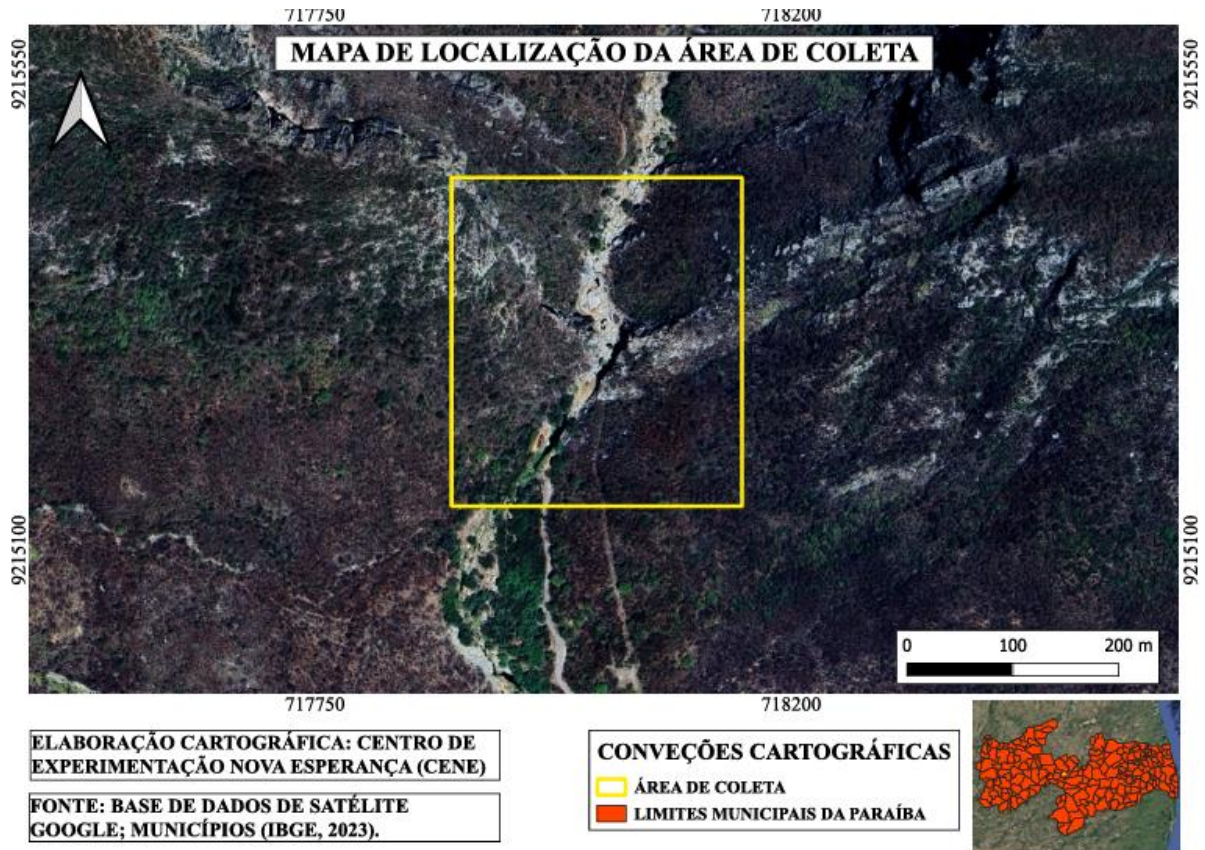 717750 718200
MAPA DE LOCALIZAÇÃO DA ÁREA DE COLETA
9215550
9215550
9215100
9215100
0 100 200 m
717750 718200
ELABORAÇÃO CARTOGRÁFICA: CENTRO DE
EXPERIMENTAÇÃO NOVA ESPERANÇA (CENE)
FONTE: BASE DE DADOS DE SATÉLITE
GOOGLE; MUNICÍPIOS (IBGE, 2023).
CONVEÇÕES CARTOGRÁFICAS
ÁREA DE COLETA
LIMITES MUNICIPAIS DA PARAÍBA